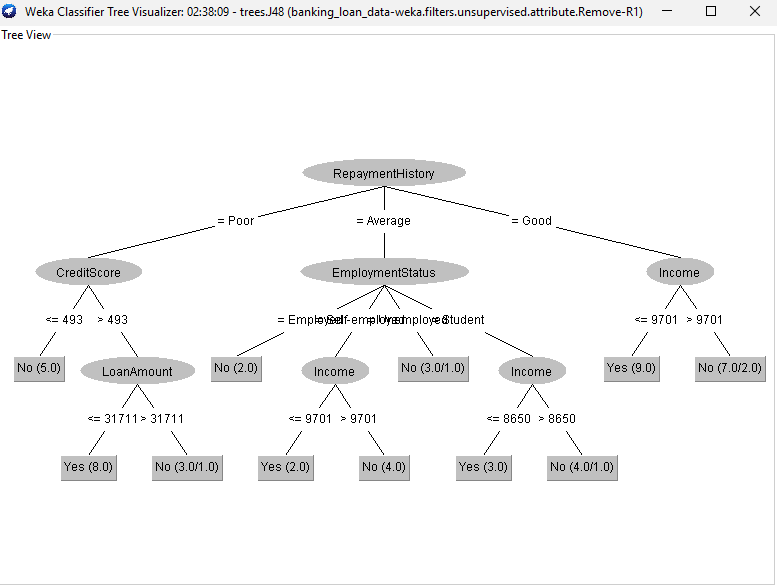 Weka Classifier Tree Visualizer: 02:38:09 - trees.J48 (banking_loan_data-weka.filters.unsupervised.attribute.Remove-R1)
Tree View
RepaymentHistory
= Poor = Average = Good
CreditScore EmploymentStatus Income
<= 493 > 493 = Employed = Self-employed = Unemployed = Student <= 9701 > 9701
No (5.0) LoanAmount No (2.0) Income No (3.0/1.0) Income Yes (9.0) No (7.0/2.0)
<= 31711 > 31711 <= 9701 > 9701 <= 8650 > 8650
Yes (8.0) No (3.0/1.0) Yes (2.0) No (4.0) Yes (3.0) No (4.0/1.0)